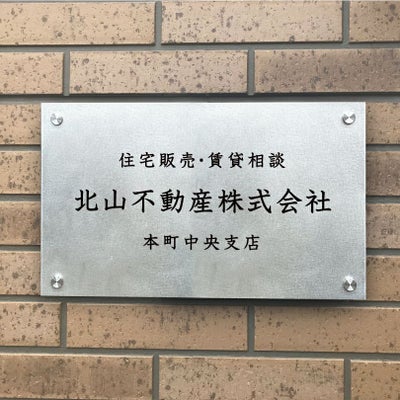 住宅販売･賃貸相談
北山不動産株式会社
本町中央支店